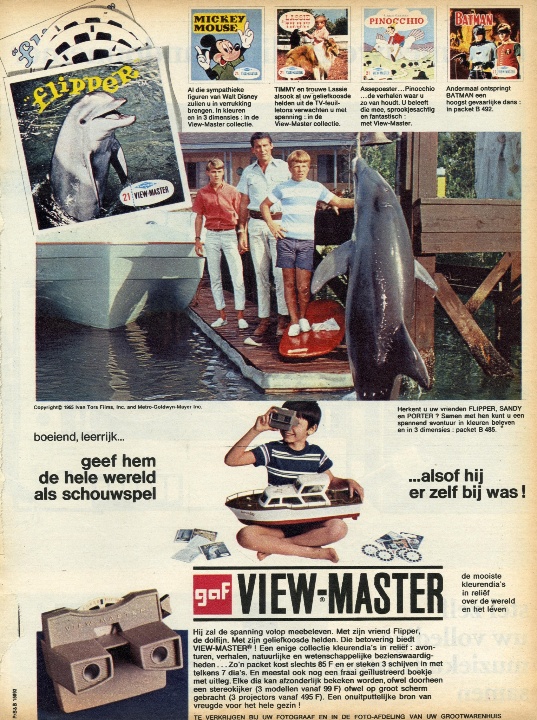 MICKEY
MOUSE
LASSIE
PINOCCHIO
BATMAN
Al die sympathieke
figuren van Walt Disney
zullen u in verrukking
brengen. In kleuren
en in 3 dimensies : in de
View-Master collectie.
TIMMY en trouwe Lassie
alsook al uw geliefkoosde
helden uit de TV-feuil-
letons verwachten u met
spanning : in de
View-Master collectie.
Assepoester...Pinocchio
...de verhalen waar u
zo van houdt. U beleeft
die mee, sprookjesachtig
en fantastisch :
met View-Master.
Andermaal ontspringt
BATMAN een
hoogst gevaarlijke dans :
in packet B 492.
flipper
21 VIEW-MASTER
Copyright© 1965 Ivan Tors Films, Inc. and Metro-Goldwyn-Mayer Inc.
Herkent u uw vrienden FLIPPER, SANDY
en PORTER ? Samen met hen kunt u een
spannend avontuur in kleuren beleven
en in 3 dimensies : packet B 485.
boeiend, leerrijk...
geef hem
de hele wereld
als schouwspel
...alsof hij
er zelf bij was !
gaf VIEW-MASTER®
de mooiste
kleurendia's
in reliëf
over de wereld
en het leven
Hij zal de spanning volop meebeleven. Met zijn vriend Flipper,
de dolfijn. Met zijn geliefkoosde helden. Die betovering biedt
VIEW-MASTER® ! Een enige collectie kleurendia's in reliëf : avon-
turen, verhalen, natuurlijke en wetenschappelijke bezienswaardig-
heden... Zo'n packet kost slechts 85 F en er steken 3 schijven in met
telkens 7 dia's. En meestal ook nog een fraai geïllustreerd boekje
met uitleg. Elke dia kan afzonderlijk bekeken worden, ofwel doorheen
een stereokijker (3 modellen vanaf 99 F) ofwel op groot scherm
gebracht (3 projectors vanaf 495 F). Een onuitputtelijke bron van
vreugde voor het hele gezin !
TE VERKRIJGEN BIJ UW FOTOGRAAF EN IN DE FOTO-AFDELING VAN UW GROOTWARENHUIS